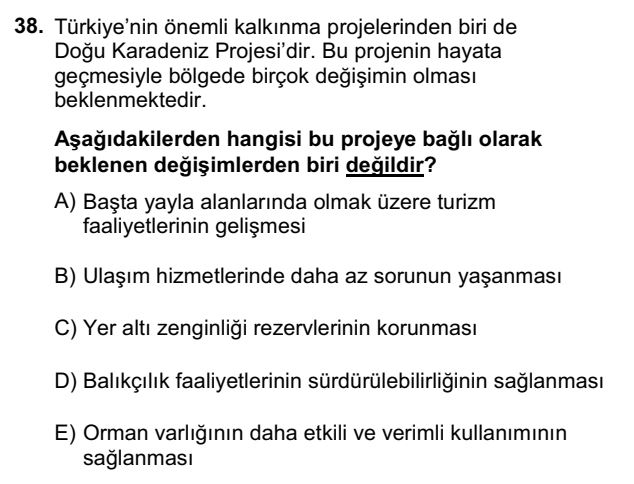 38. Türkiye’nin önemli kalkınma projelerinden biri de
Doğu Karadeniz Projesi’dir. Bu projenin hayata
geçmesiyle bölgede birçok değişimin olması
beklenmektedir.
Aşağıdakilerden hangisi bu projeye bağlı olarak
beklenen değişimlerden biri değildir?
A) Başta yayla alanlarında olmak üzere turizm
faaliyetlerinin gelişmesi
B) Ulaşım hizmetlerinde daha az sorunun yaşanması
C) Yer altı zenginliği rezervlerinin korunması
D) Balıkçılık faaliyetlerinin sürdürülebilirliğinin sağlanması
E) Orman varlığının daha etkili ve verimli kullanımının
sağlanması